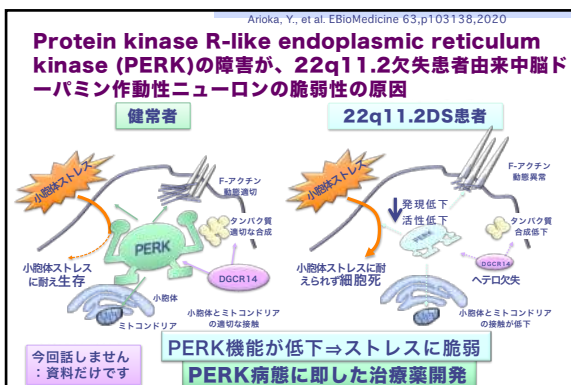 Arioka, Y., et al. EBioMedicine 63,p103138,2020
Protein kinase R-like endoplasmic reticulum
kinase (PERK)の障害が、22q11.2欠失患者由来中脳ド
ーパミン作動性ニューロンの脆弱性の原因
健常者
小胞体ストレス
F-アクチン
動態適切
タンパク質
適切な合成
PERK
DGCR14
小胞体ストレス
に耐え生存
小胞体
ミトコンドリア
小胞体とミトコンドリア
の適切な接触
22q11.2DS患者
小胞体ストレス
F-アクチン
動態異常
発現低下
活性低下
タンパク質
合成低下
PERK
DGCR14
ヘテロ欠失
小胞体ストレスに耐
えられず細胞死
小胞体とミトコンドリア
の接触が低下
今回話しません
:資料だけです
PERK機能が低下⇒ストレスに脆弱
PERK病態に即した治療薬開発